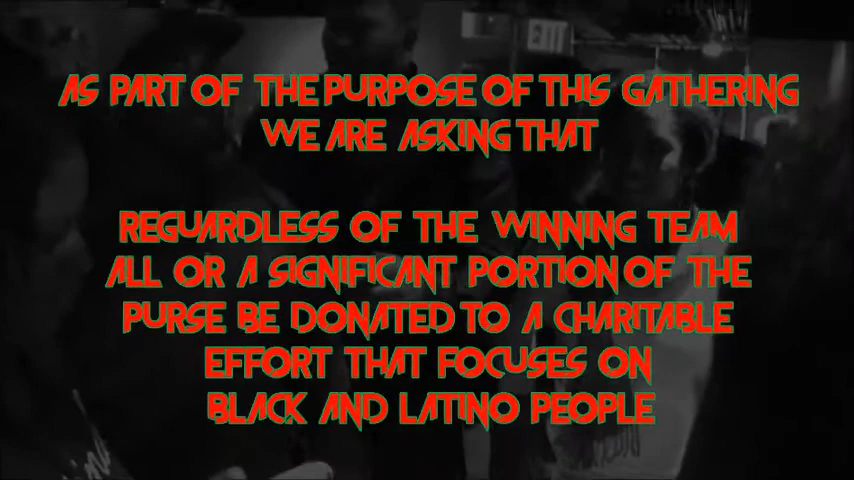 EXIT
AS PART OF THE PURPOSE OF THIS GATHERING
WE ARE ASKING THAT
REGUARDLESS OF THE WINNING TEAM
ALL OR A SIGNIFICANT PORTION OF THE
PURSE BE DONATED TO A CHARITABLE
EFFORT THAT FOCUSES ON
BLACK AND LATINO PEOPLE